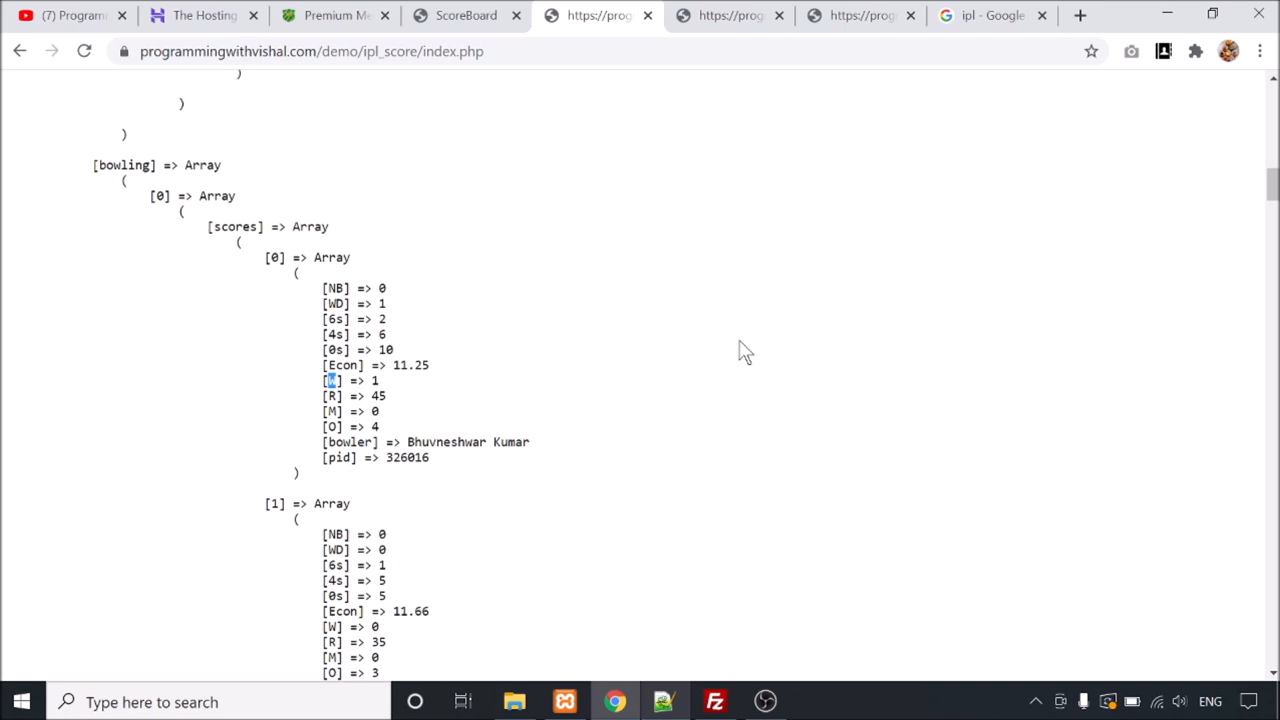 (7) Programm
The Hosting
Premium Me
ScoreBoard
https://prog
https://prog
https://prog
ipl - Google
programmingwithvishal.com/demo/ipl_score/index.php
)
)
)
[bowling] => Array
(
[0] => Array
(
[scores] => Array
(
[0] => Array
(
[NB] => 0
[WD] => 1
[6s] => 2
[4s] => 6
[0s] => 10
[Econ] => 11.25
[W] => 1
[R] => 45
[M] => 0
[O] => 4
[bowler] => Bhuvneshwar Kumar
[pid] => 326016
)
[1] => Array
(
[NB] => 0
[WD] => 0
[6s] => 1
[4s] => 5
[0s] => 5
[Econ] => 11.66
[W] => 0
[R] => 35
[M] => 0
[O] => 3
Type here to search
ENG